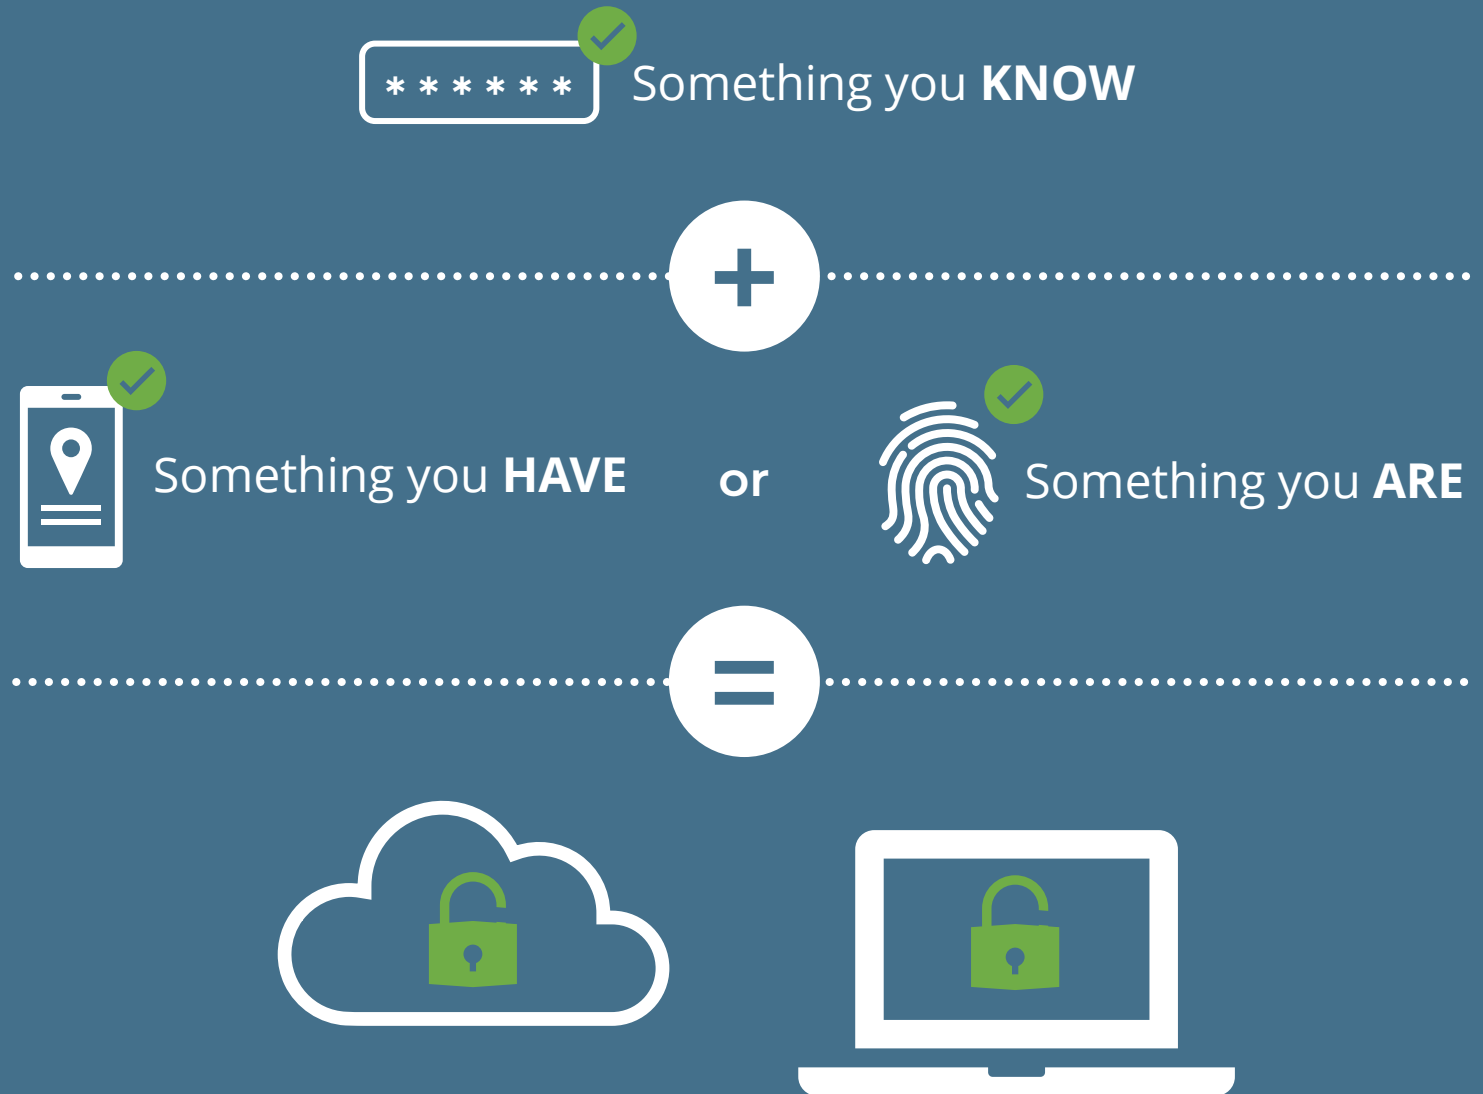 * * * * * *
Something you KNOW
+
Something you HAVE
or
Something you ARE
=